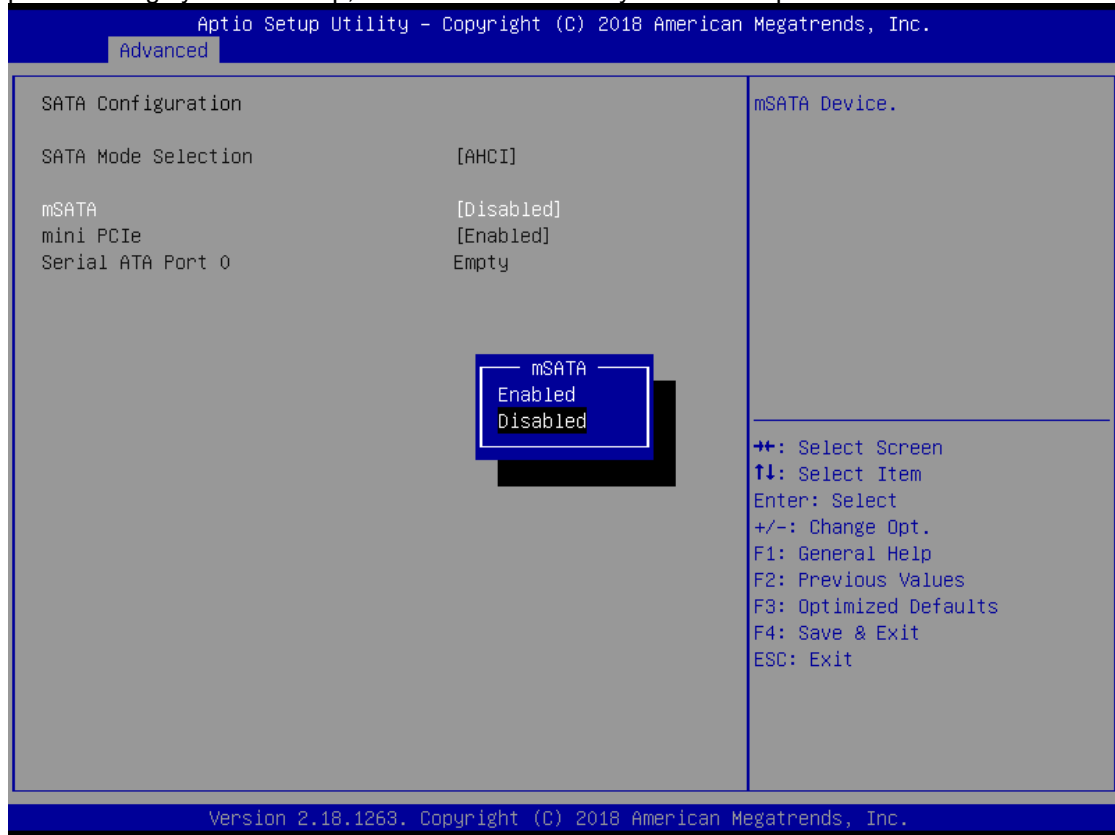 Aptio Setup Utility – Copyright (C) 2018 American Megatrends, Inc.
Advanced
SATA Configuration
SATA Mode Selection [AHCI]
mSATA [Disabled]
mini PCIe [Enabled]
Serial ATA Port 0 Empty
mSATA
Enabled
Disabled
mSATA Device.
→←: Select Screen
↑↓: Select Item
Enter: Select
+/-: Change Opt.
F1: General Help
F2: Previous Values
F3: Optimized Defaults
F4: Save & Exit
ESC: Exit
Version 2.18.1263. Copyright (C) 2018 American Megatrends, Inc.